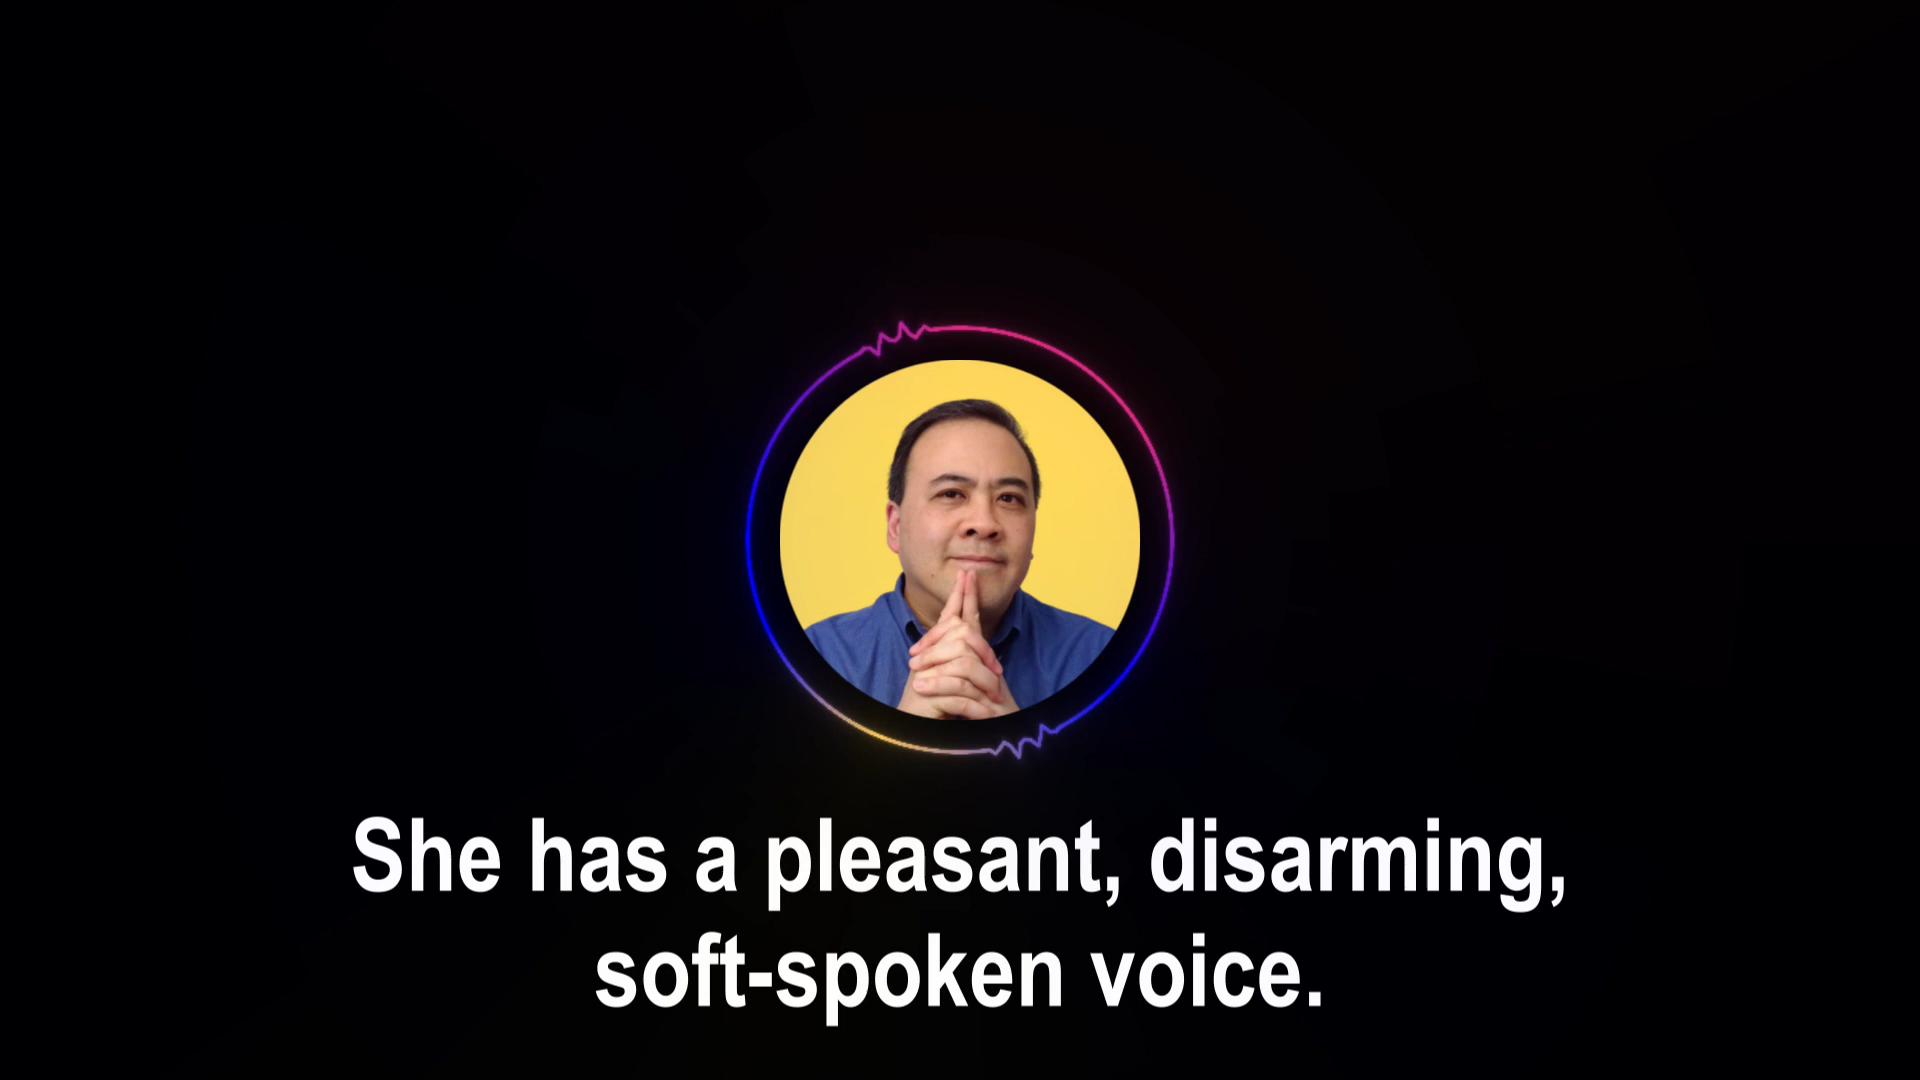 She has a pleasant, disarming,
soft-spoken voice.